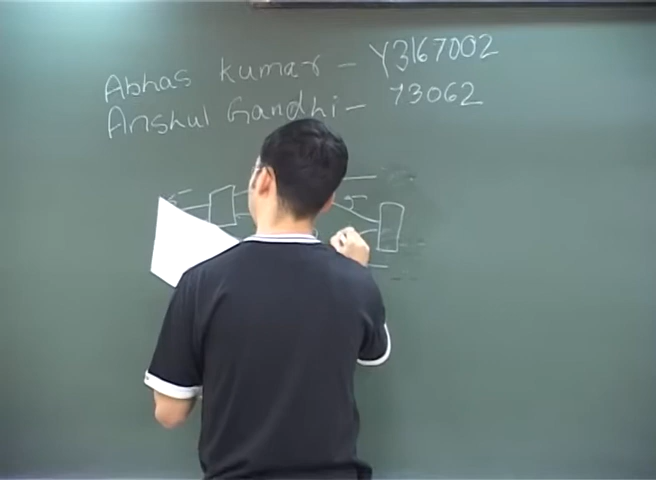 Abhas kumar – Y3167002
Anshul Gandhi – Y3062